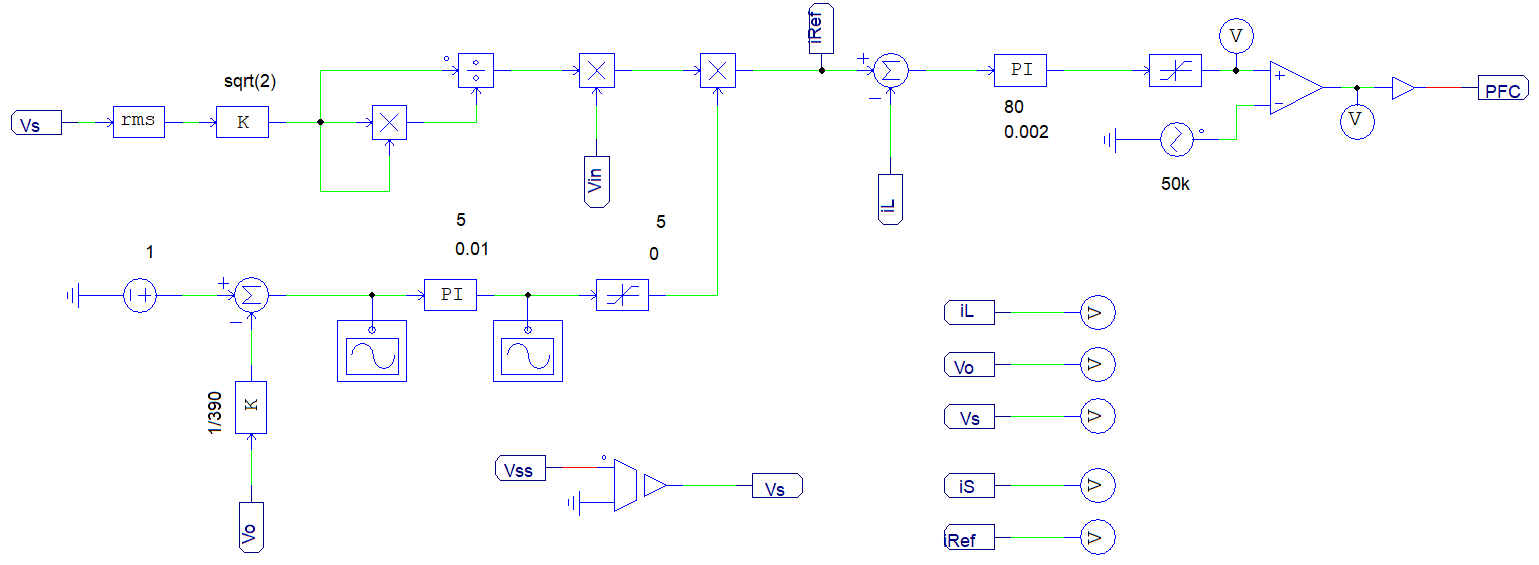 iRef
V
sqrt(2)
÷
PI
+
−
Σ
PFC
80
0.002
V
Vs
rms
K
Vin
iL
50k
5
0.01
5
0
1
+
−
Σ
PI
1/390
K
Vo
Vss
Vs
iL
V
Vo
V
Vs
V
iS
V
iRef
V